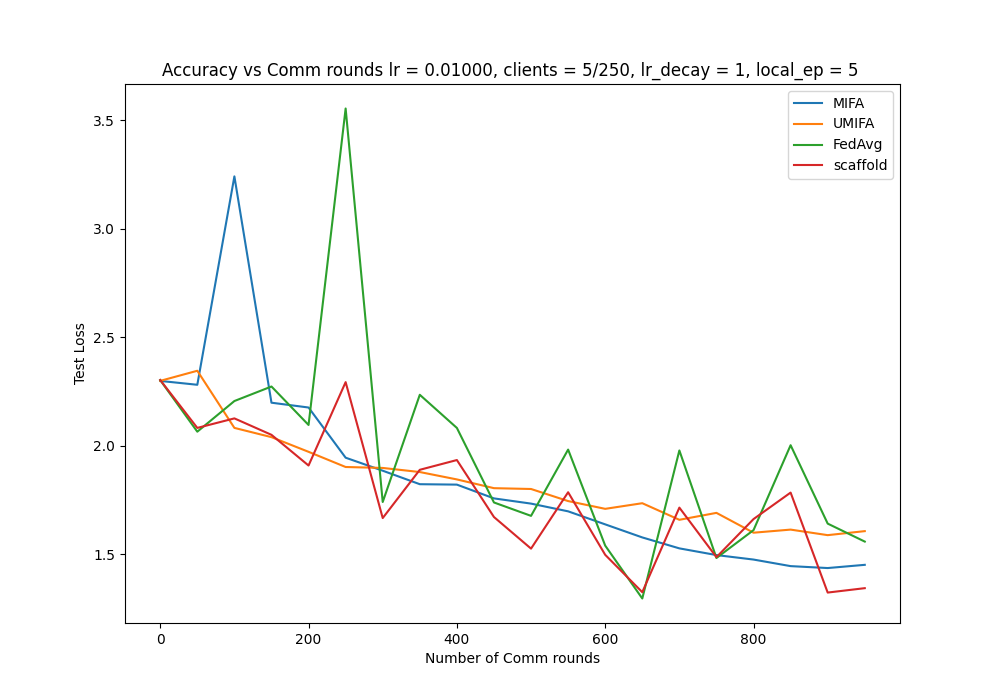 Accuracy vs Comm rounds lr = 0.01000, clients = 5/250, lr_decay = 1, local_ep = 5
MIFA
UMIFA
FedAvg
scaffold
3.5
3.0
2.5
2.0
1.5
Test Loss
0 200 400 600 800
Number of Comm rounds